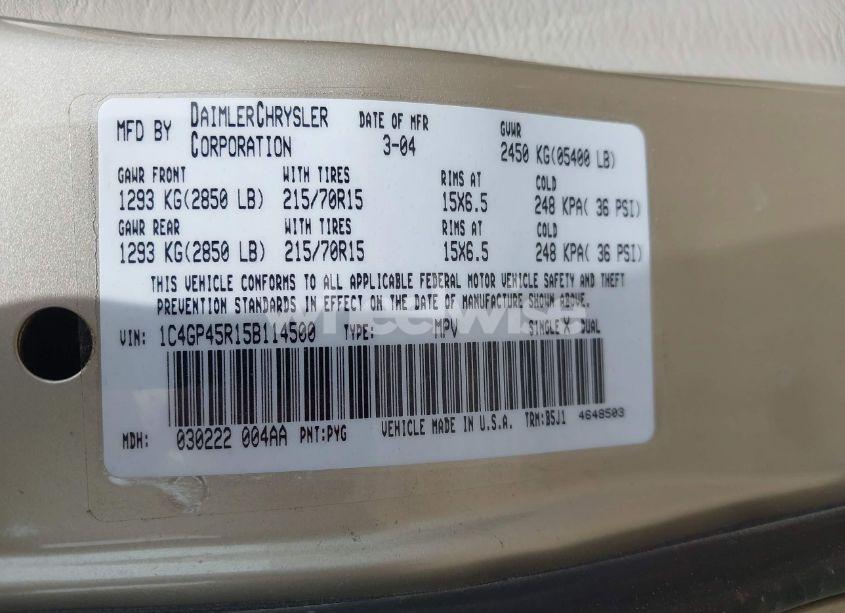 MFD BY DAIMLERCHRYSLER CORPORATION DATE OF MFR 3-04 GVWR 2450 KG(05400 LB)
GAWR FRONT WITH TIRES RIMS AT COLD
1293 KG(2850 LB) 215/70R15 15X6.5 248 KPA( 36 PSI)
GAWR REAR WITH TIRES RIMS AT COLD
1293 KG(2850 LB) 215/70R15 15X6.5 248 KPA( 36 PSI)
THIS VEHICLE CONFORMS TO ALL APPLICABLE FEDERAL MOTOR VEHICLE SAFETY AND THEFT
PREVENTION STANDARDS IN EFFECT ON THE DATE OF MANUFACTURE SHOWN ABOVE.
wheelwise
VIN: 1C4GP45R15B114500 TYPE: MPV SINGLE X DUAL
MDH: 030222 004AA PNT:PYG VEHICLE MADE IN U.S.A. TRM:B5J1 4648503